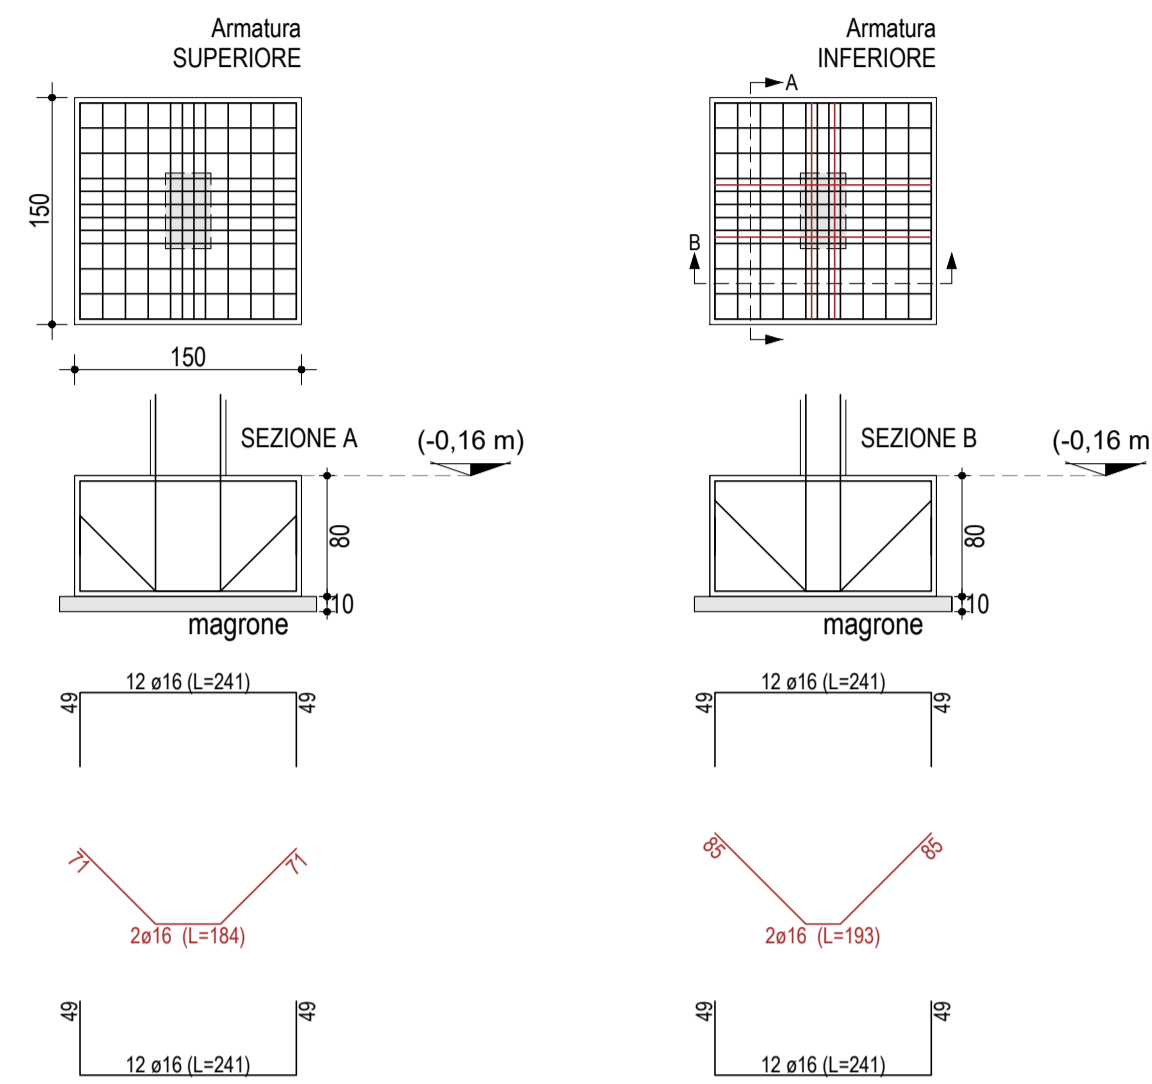 Armatura
SUPERIORE
Armatura
INFERIORE
A
150
B
150
SEZIONE A
(-0,16 m)
SEZIONE B
(-0,16 m
80
80
10
10
magrone
magrone
12 ø16 (L=241)
12 ø16 (L=241)
49
49
49
49
71
71
85
85
2ø16 (L=184)
2ø16 (L=193)
49
49
49
49
12 ø16 (L=241)
12 ø16 (L=241)